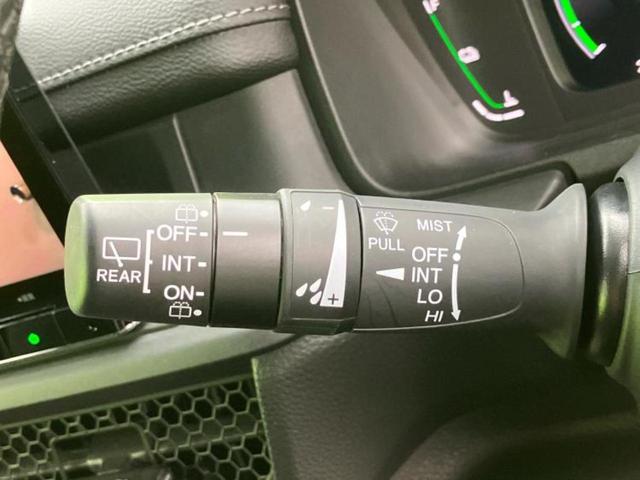 REAR
OFF
INT
ON
− 
+
PULL
MIST
OFF
INT
LO
HI